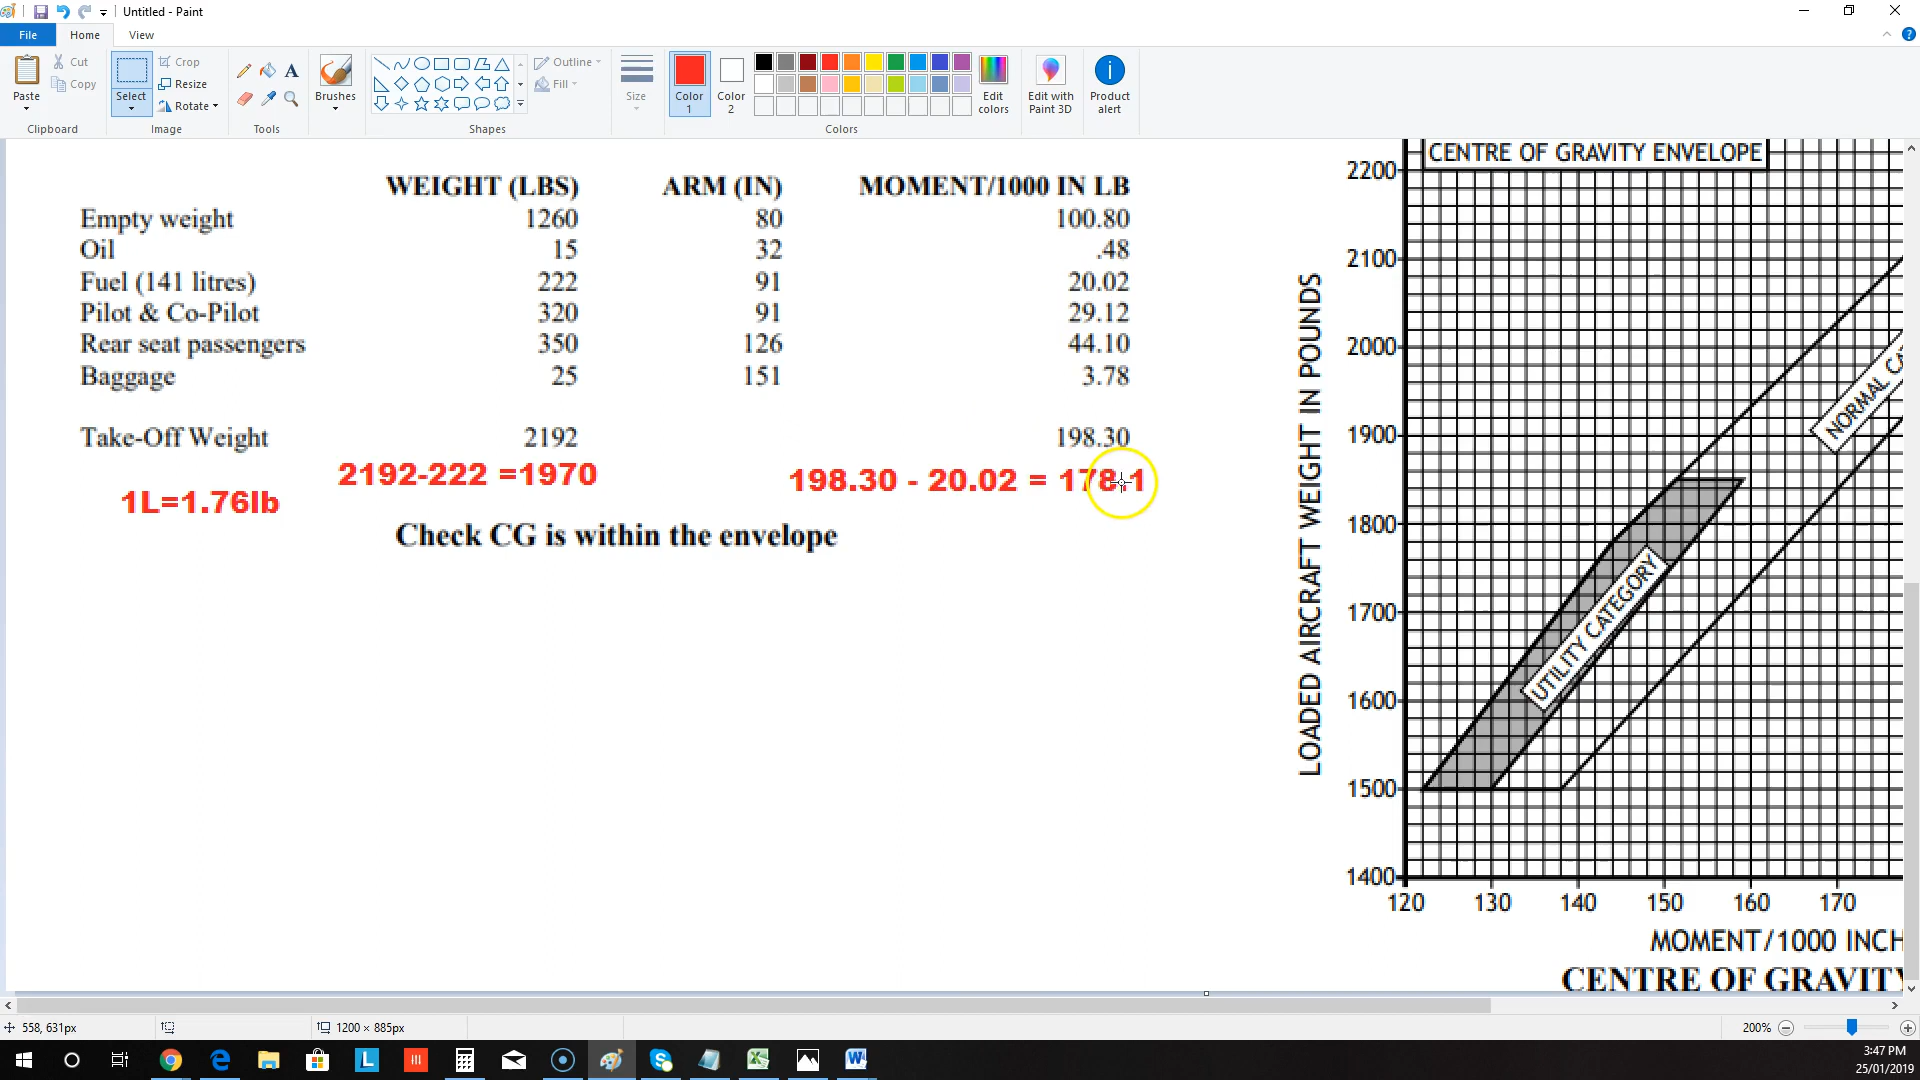 Untitled - Paint
File Home View
Paste Cut Copy Clipboard
Select Crop Resize Rotate Image
Tools
Brushes
Shapes Outline Fill
Size
Color 1 Color 2 Edit colors Colors
Edit with Paint 3D
Product alert
WEIGHT (LBS) ARM (IN) MOMENT/1000 IN LB
Empty weight 1260 80 100.80
Oil 15 32 .48
Fuel (141 litres) 222 91 20.02
Pilot & Co-Pilot 320 91 29.12
Rear seat passengers 350 126 44.10
Baggage 25 151 3.78
Take-Off Weight 2192 198.30
2192-222 =1970 198.30 - 20.02 = 178.1
1L=1.76lb
Check CG is within the envelope
CENTRE OF GRAVITY ENVELOPE
LOADED AIRCRAFT WEIGHT IN POUNDS
2200
2100
2000
1900
1800
1700
1600
1500
1400
NORMAL CA
UTILITY CATEGORY
120 130 140 150 160 170
MOMENT/1000 INCH
CENTRE OF GRAVITY
558, 631px 1200 × 885px 200%
3:47 PM
25/01/2019